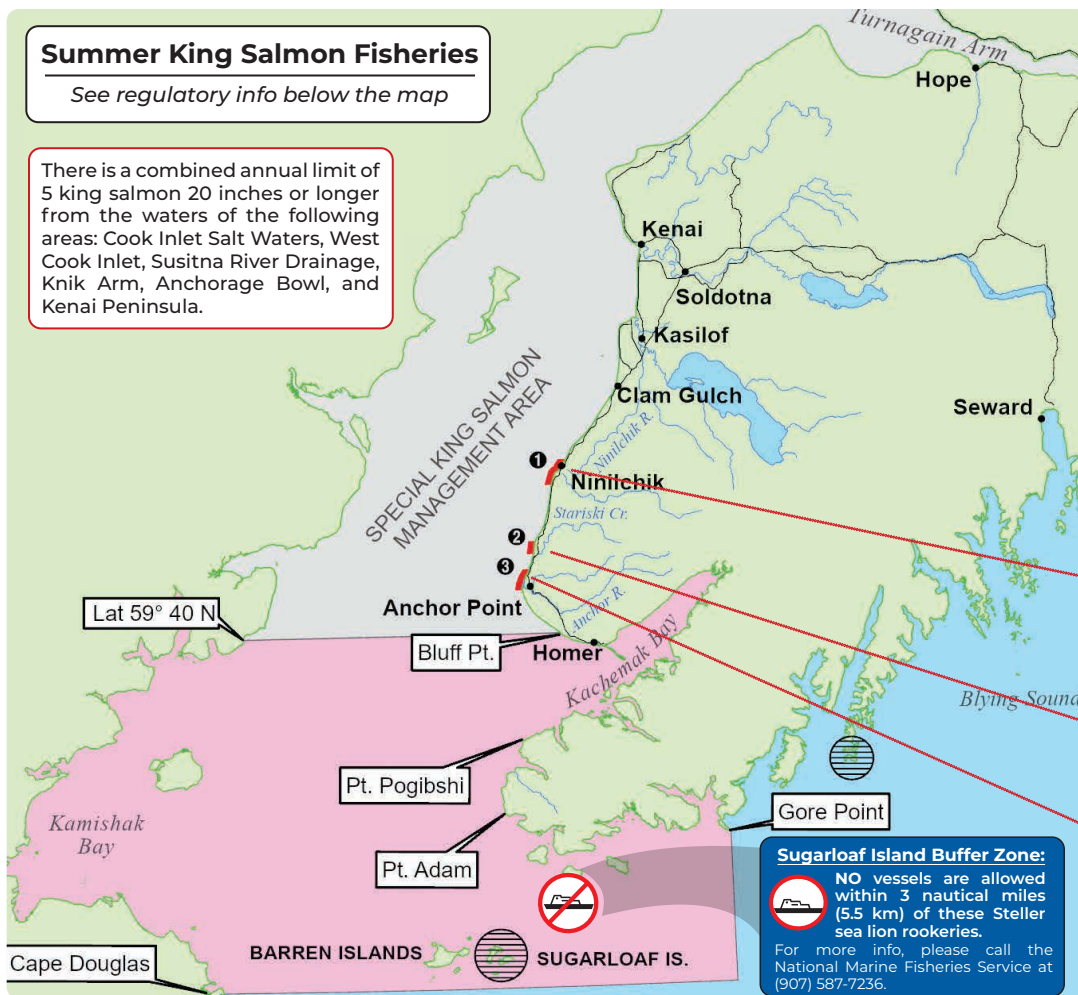 Summer King Salmon Fisheries
See regulatory info below the map
There is a combined annual limit of
5 king salmon 20 inches or longer
from the waters of the following
areas: Cook Inlet Salt Waters, West
Cook Inlet, Susitna River Drainage,
Knik Arm, Anchorage Bowl, and
Kenai Peninsula.
Turnagain Arm
Hope
Kenai
Soldotna
Kasilof
Clam Gulch
Seward
SPECIAL KING SALMON
MANAGEMENT AREA
Ninilchik R.
1
Ninilchik
Stariski Cr.
2
3
Anchor Point
Anchor R.
Lat 59° 40 N
Bluff Pt.
Homer
Kachemak Bay
Blying Sound
Pt. Pogibshi
Gore Point
Kamishak
Bay
Pt. Adam
Sugarloaf Island Buffer Zone:
NO vessels are allowed
within 3 nautical miles
(5.5 km) of these Steller
sea lion rookeries.
For more info, please call the
National Marine Fisheries Service at
(907) 587-7236.
BARREN ISLANDS
SUGARLOAF IS.
Cape Douglas